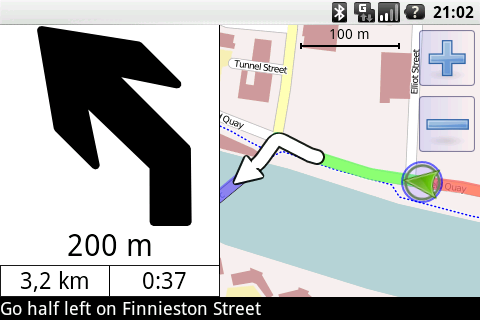 21:02
100 m
Tunnel Street
Elliot Street
Quay
Quay
200 m
3,2 km
0:37
Go half left on Finnieston Street